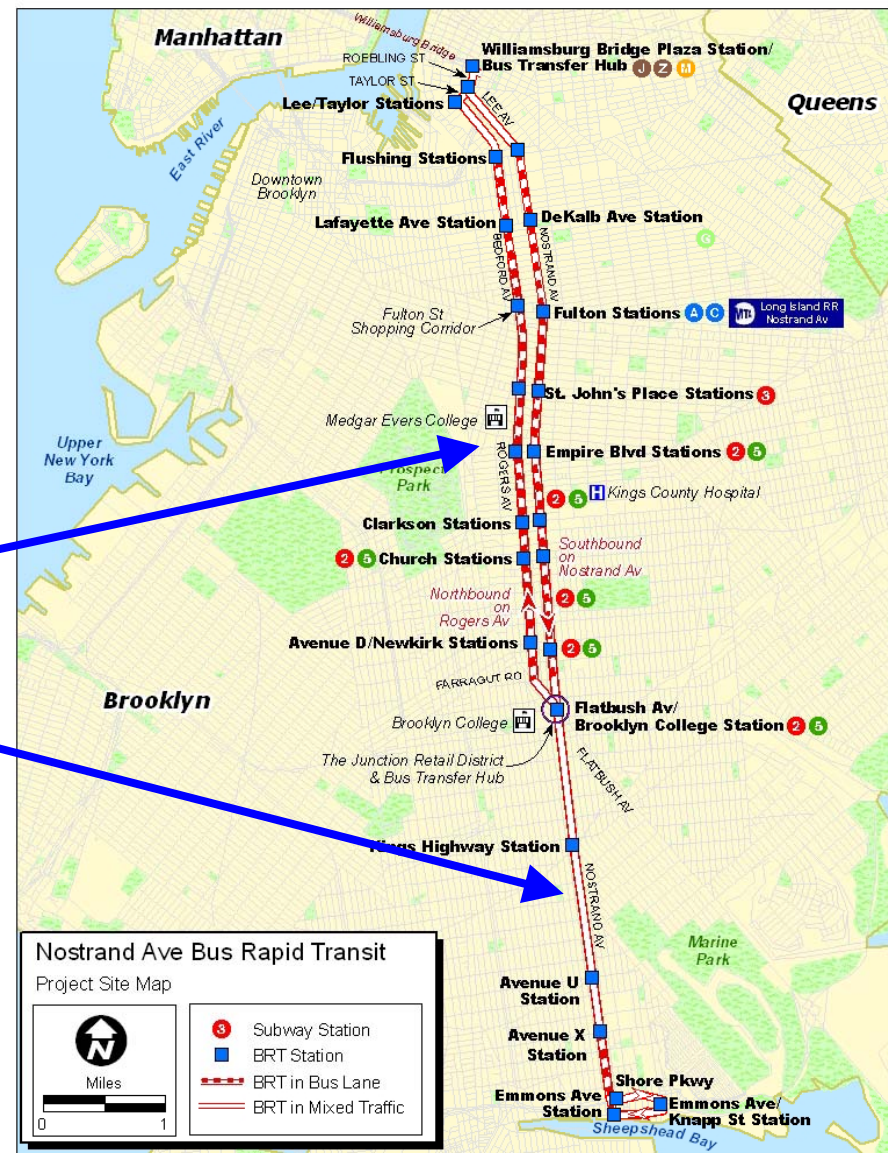 Manhattan
Williamsburg Bridge
ROEBLING ST
Williamsburg Bridge Plaza Station/
Bus Transfer Hub J Z M
TAYLOR ST
LEE AV
Lee/Taylor Stations
Queens
East River
Flushing Stations
Downtown
Brooklyn
Lafayette Ave Station
DeKalb Ave Station
BEDFORD AV
NOSTRAND AV
G
Fulton St
Shopping Corridor
Fulton Stations A C
MTA Long Island RR
Nostrand Av
St. John's Place Stations 3
Medgar Evers College
Upper
New York
Bay
ROGERS AV
Empire Blvd Stations 2 5
Prospect
Park
2 5 H Kings County Hospital
Clarkson Stations
2 5 Church Stations
Southbound
on
Nostrand Av
Northbound
on
Rogers Av
2 5
Avenue D/Newkirk Stations
2 5
FARRAGUT RD
Brooklyn
Brooklyn College
Flatbush Av/
Brooklyn College Station 2 5
The Junction Retail District
& Bus Transfer Hub
FLATBUSH AV
Kings Highway Station
NOSTRAND AV
Marine
Park
Avenue U
Station
Avenue X
Station
Shore Pkwy
Emmons Ave
Station
Emmons Ave/
Knapp St Station
Sheepshead Bay
Nostrand Ave Bus Rapid Transit
Project Site Map
N
Miles
0 1
3 Subway Station
BRT Station
BRT in Bus Lane
BRT in Mixed Traffic